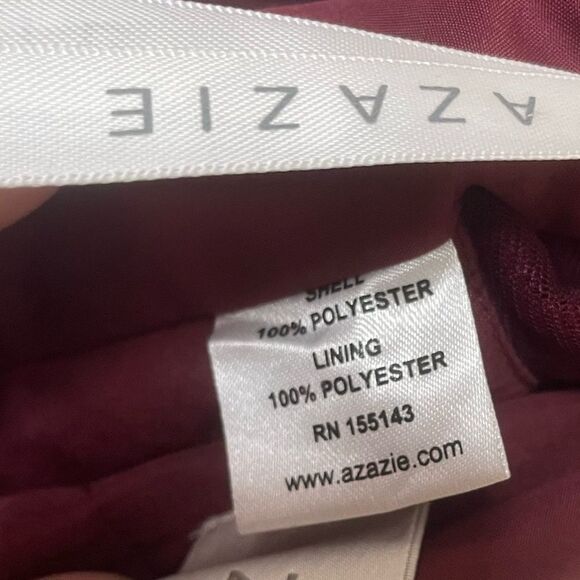 AZAZIE
SHELL
100% POLYESTER
LINING
100% POLYESTER
RN 155143
www.azazie.com